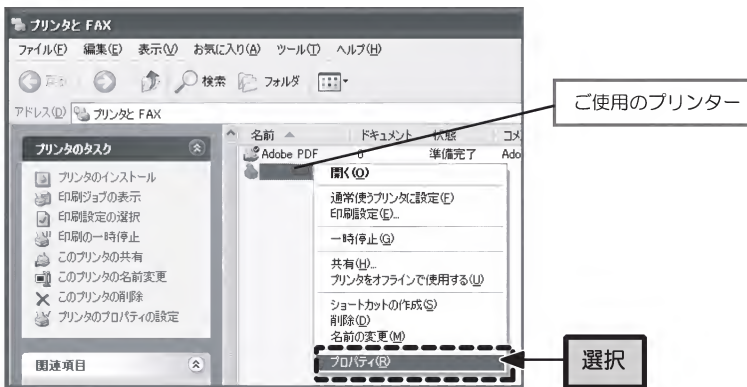 プリンタと FAX
ファイル(F) 編集(E) 表示(V) お気に入り(A) ツール(T) ヘルプ(H)
検索 フォルダ
アドレス(D) プリンタと FAX
プリンタのタスク
プリンタのインストール
印刷ジョブの表示
印刷設定の選択
印刷の一時停止
このプリンタの共有
このプリンタの名前変更
このプリンタの削除
プリンタのプロパティの設定
関連項目
名前 ドキュメント 状態 コメ
Adobe PDF 0 準備完了 Ado
開く(O)
通常使うプリンタに設定(F)
印刷設定(E)...
一時停止(G)
共有(H)...
プリンタをオフラインで使用する(U)
ショートカットの作成(S)
削除(D)
名前の変更(M)
プロパティ(R)
ご使用のプリンター
選択